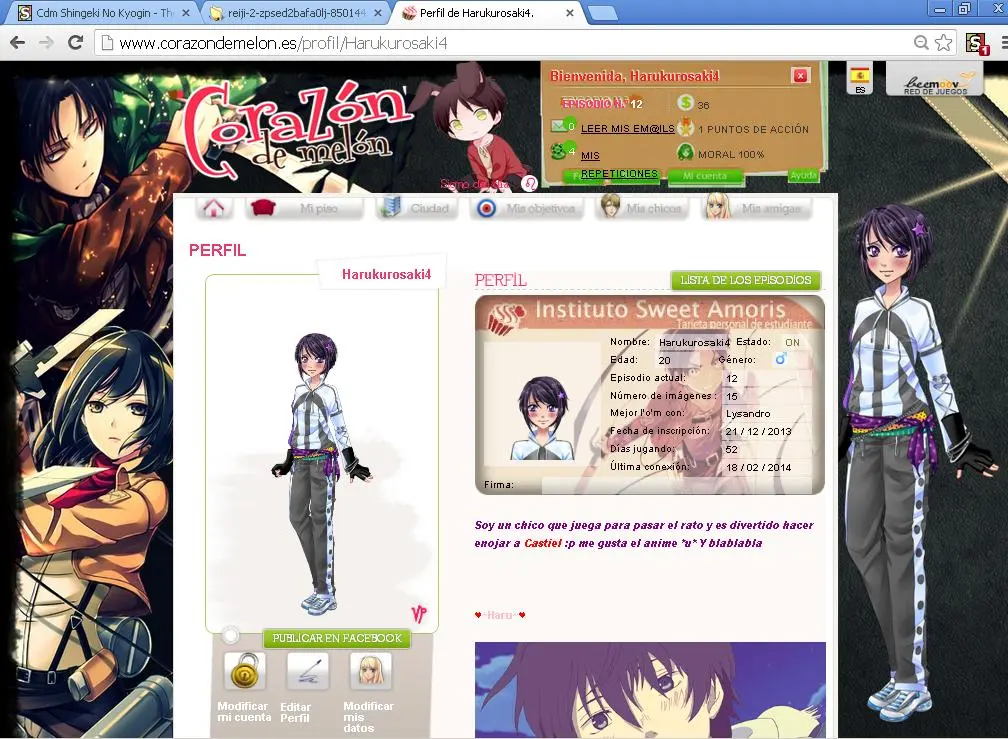 Cdm Shingeki No Kyogin - Th
reiji-2-zpsed2bafa0lj-850144
Perfil de Harukurosaki4.
www.corazondemelon.es/profil/Harukurosaki4
1
Corazón
de melón
Bienvenida, Harukurosaki4
EPISODIO N.º 12
36
0 LEER MIS EM@ILS
1 PUNTOS DE ACCIÓN
4 MIS
REPETICIONES
MORAL 100%
Mi cuenta
Ayuda
ES
beemoov
RED DE JUEGOS
Mi piso
Ciudad
Mis objetivos
Mis chicos
Mis amigas
PERFIL
Harukurosaki4
VP
PUBLICAR EN FACEBOOK
Modificar
mi cuenta
Editar
Perfil
Modificar
mis
datos
PERFIL
LISTA DE LOS EPISODIOS
Instituto Sweet Amoris
Tarjeta personal de estudiante
Nombre: Harukurosaki4 Estado: ON
Edad: 20 Género: ♂
Episodio actual: 12
Número de imágenes : 15
Mejor l'o'm con: Lysandro
Fecha de inscripción: 21 / 12 / 2013
Días jugando: 52
Última conexión: 18 / 02 / 2014
Firma:
Soy un chico que juega para pasar el rato y es divertido hacer
enojar a Castiel :p me gusta el anime *u* Y blablabla
♥~Haru~♥